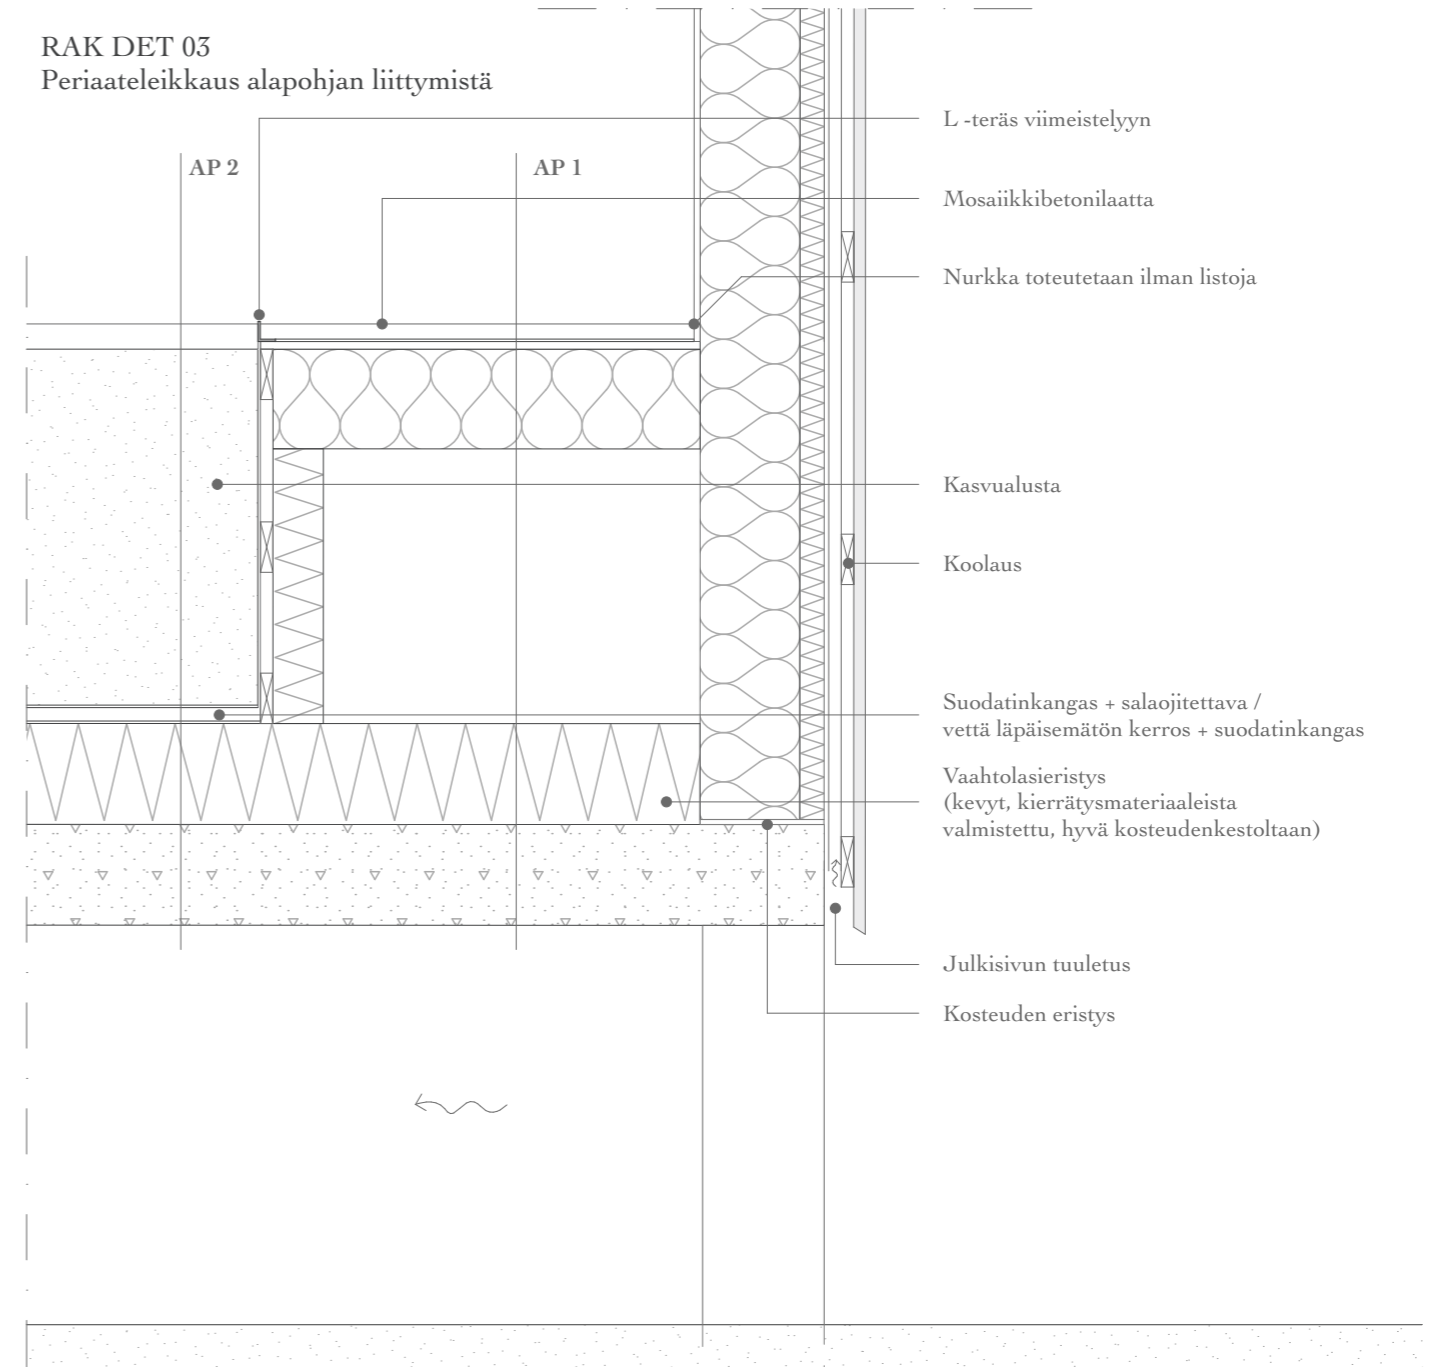 RAK DET 03
Periaateleikkaus alapohjan liittymistä
AP 2
AP 1
L -teräs viimeistelyyn
Mosaiikkibetonilaatta
Nurkka toteutetaan ilman listoja
Kasvualusta
Koolaus
Suodatinkangas + salaojitettava /
vettä läpäisemätön kerros + suodatinkangas
Vaahtolasieristys
(kevyt, kierrätysmateriaaleista
valmistettu, hyvä kosteudenkestoltaan)
Julkisivun tuuletus
Kosteuden eristys